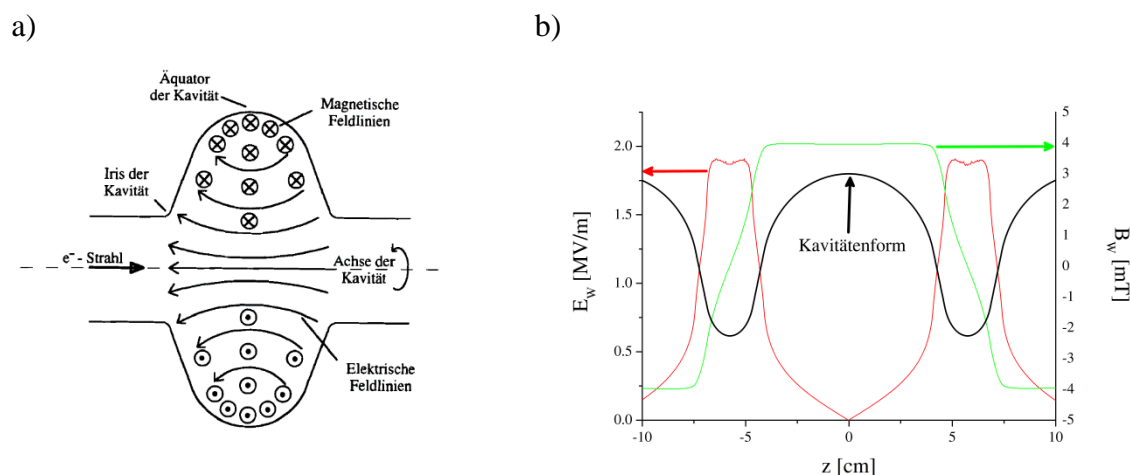 a)
Äquator
der Kavität
Magnetische
Feldlinien
Iris der
Kavität
e⁻- Strahl
Achse der
Kavität
Elektrische
Feldlinien
b)
2.0
1.5
1.0
0.5
0.0
E_W [MV/m]
Kavitätenform
5
4
3
2
1
0
-1
-2
-3
-4
-5
B_W [mT]
-10
-5
0
5
10
z [cm]